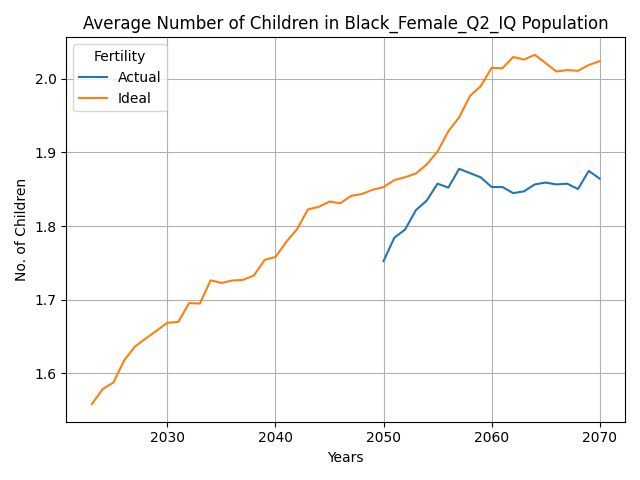 Average Number of Children in Black_Female_Q2_IQ Population
Fertility
Actual
Ideal
No. of Children
2.0
1.9
1.8
1.7
1.6
2030 2040 2050 2060 2070
Years